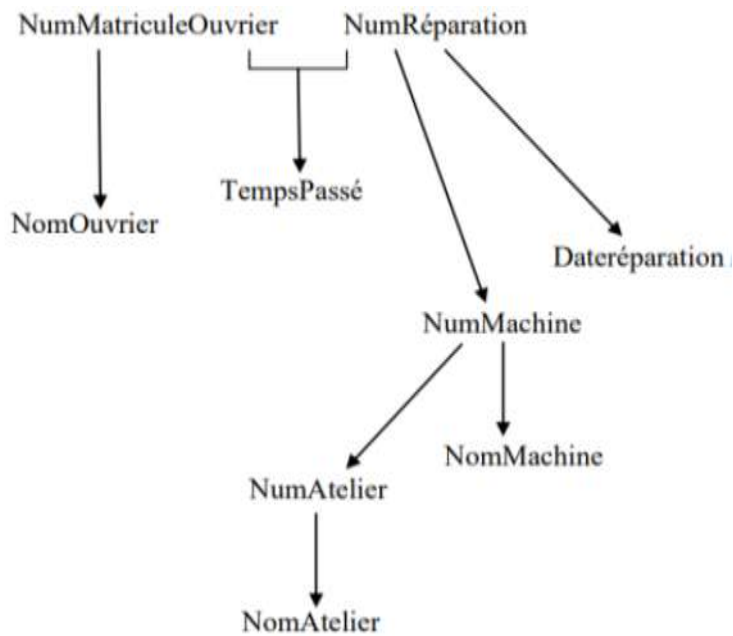 NumMatriculeOuvrier NumRéparation
TempsPassé
NomOuvrier
Dateréparation
NumMachine
NomMachine
NumAtelier
NomAtelier